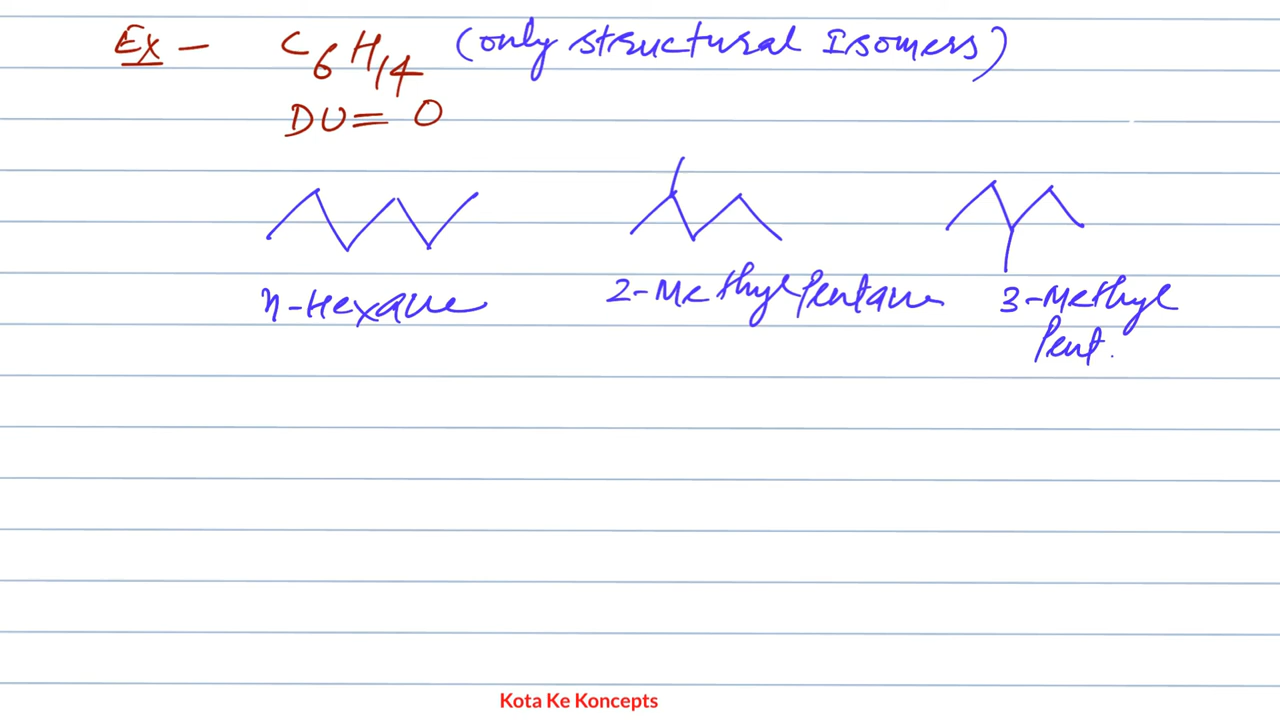 Ex - C6H14 (only structural Isomers)
DU = 0
n-Hexane 2-Methyl Pentane 3-Methyl
Pent.
Kota Ke Koncepts